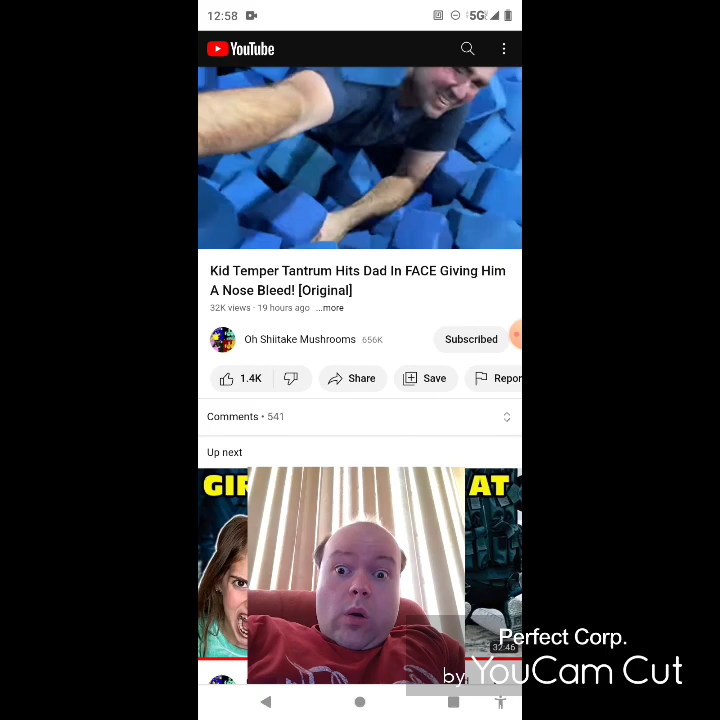 12:58
5G
YouTube
Kid Temper Tantrum Hits Dad In FACE Giving Him
A Nose Bleed! [Original]
32K views · 19 hours ago ...more
Oh Shiitake Mushrooms 656K
Subscribed
1.4K
Share
Save
Repor
Comments • 541
Up next
GIR
AT
32:46
Perfect Corp.
by YouCam Cut